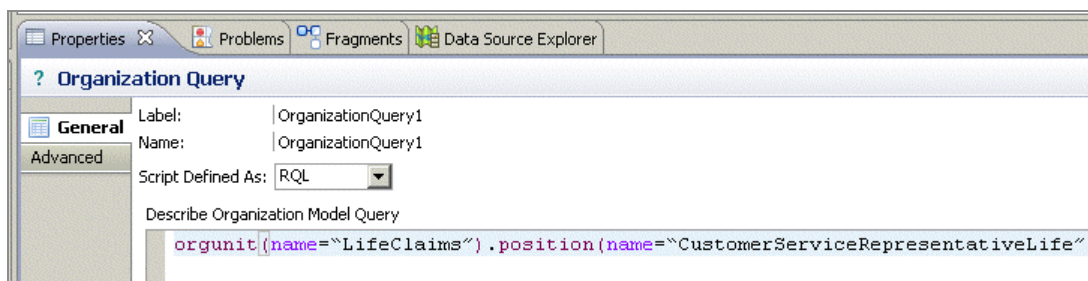 Properties Problems Fragments Data Source Explorer
? Organization Query
General
Advanced
Label: OrganizationQuery1
Name: OrganizationQuery1
Script Defined As: RQL
Describe Organization Model Query
orgunit(name=“LifeClaims”).position(name=“CustomerServiceRepresentativeLife”